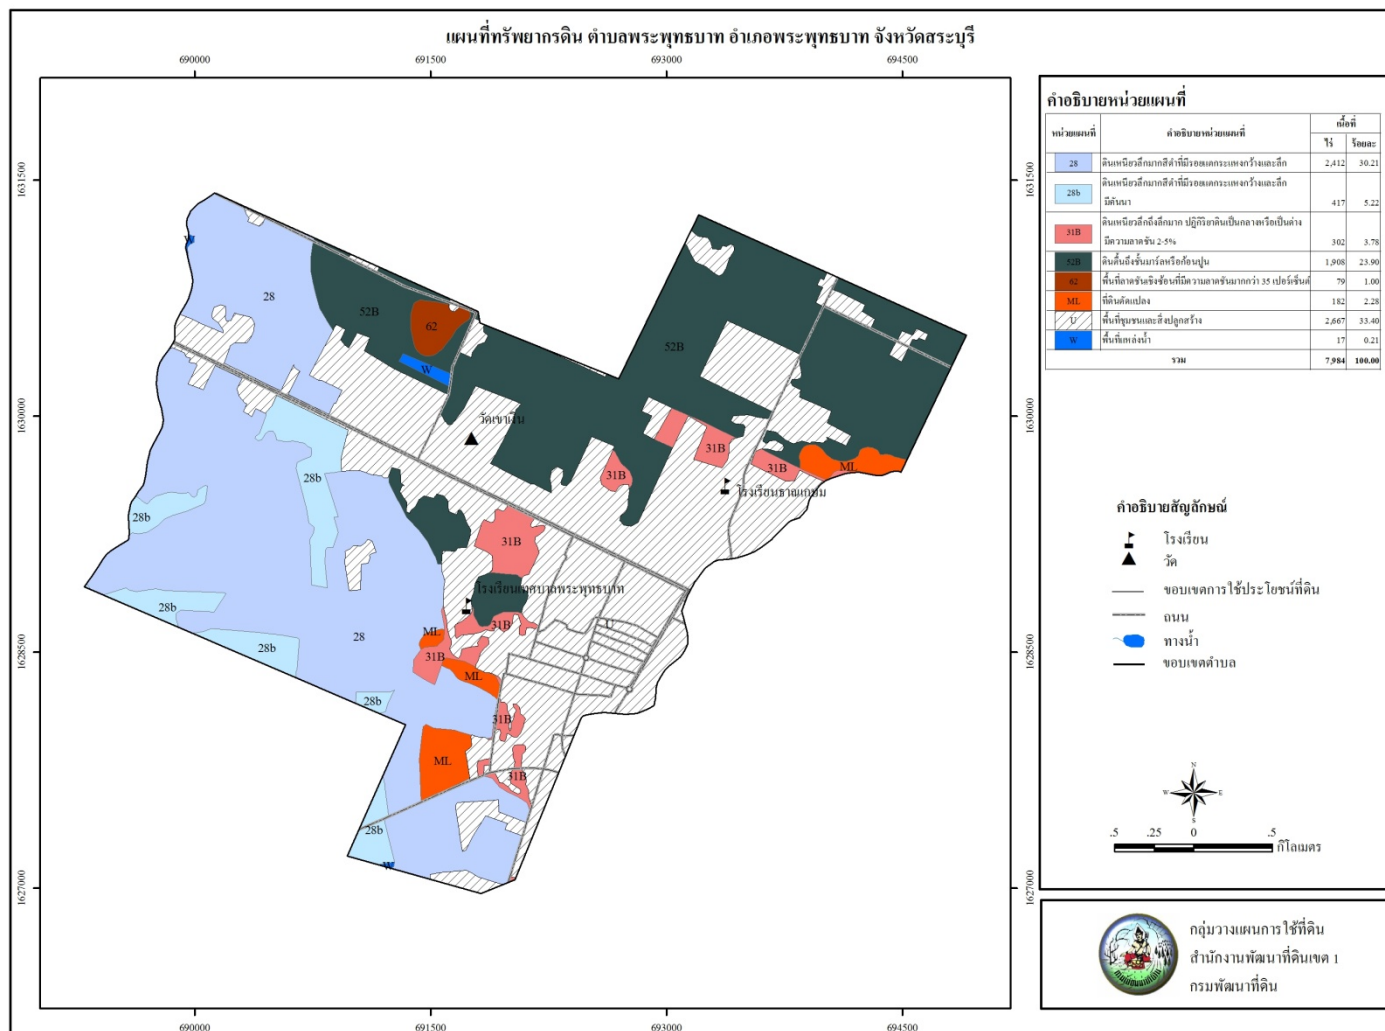 แผนที่ทรัพยากรดิน ตำบลพระพุทธบาท อำเภอพระพุทธบาท จังหวัดสระบุรี
690000 691500 693000 694500
1631500 1631500
1630000 1630000
1628500 1628500
1627000 1627000
690000 691500 693000 694500
W
28
52B
62
W
52B
วัดเขาเงิน
31B
31B
31B
ML
28b
28b
31B
โรงเรียนเทศบาลพระพุทธบาท
28b
28
ML
31B
U
28b
31B
ML
28b
31B
ML
31B
28b
W
คำอธิบายหน่วยแผนที่
หน่วยแผนที่ คำอธิบายหน่วยแผนที่ เนื้อที่
ไร่ ร้อยละ
28 ดินเหนียวลึกมากสีดำที่มีรอยแตกระแหงกว้างและลึก 2,412 30.21
28b ดินเหนียวลึกมากสีดำที่มีรอยแตกระแหงกว้างและลึก
มีคันนา 417 5.22
31B ดินเหนียวลึกถึงลึกมาก ปฏิกิริยาดินเป็นกลางหรือเป็นด่าง
มีความลาดชัน 2-5% 302 3.78
52B ดินตื้นถึงชั้นมาร์ลหรือก้อนปูน 1,908 23.90
62 พื้นที่ลาดชันเชิงซ้อนที่มีความลาดชันมากกว่า 35 เปอร์เซ็นต์ 79 1.00
ML ที่ดินดัดแปลง 182 2.28
U พื้นที่ชุมชนและสิ่งปลูกสร้าง 2,667 33.40
W พื้นที่แหล่งน้ำ 17 0.21
รวม 7,984 100.00
คำอธิบายสัญลักษณ์
โรงเรียน
วัด
ขอบเขตการใช้ประโยชน์ที่ดิน
ถนน
ทางน้ำ
ขอบเขตตำบล
N
W E
S
.5 .25 0 .5
กิโลเมตร
กลุ่มวางแผนการใช้ที่ดิน
สำนักงานพัฒนาที่ดินเขต 1
กรมพัฒนาที่ดิน